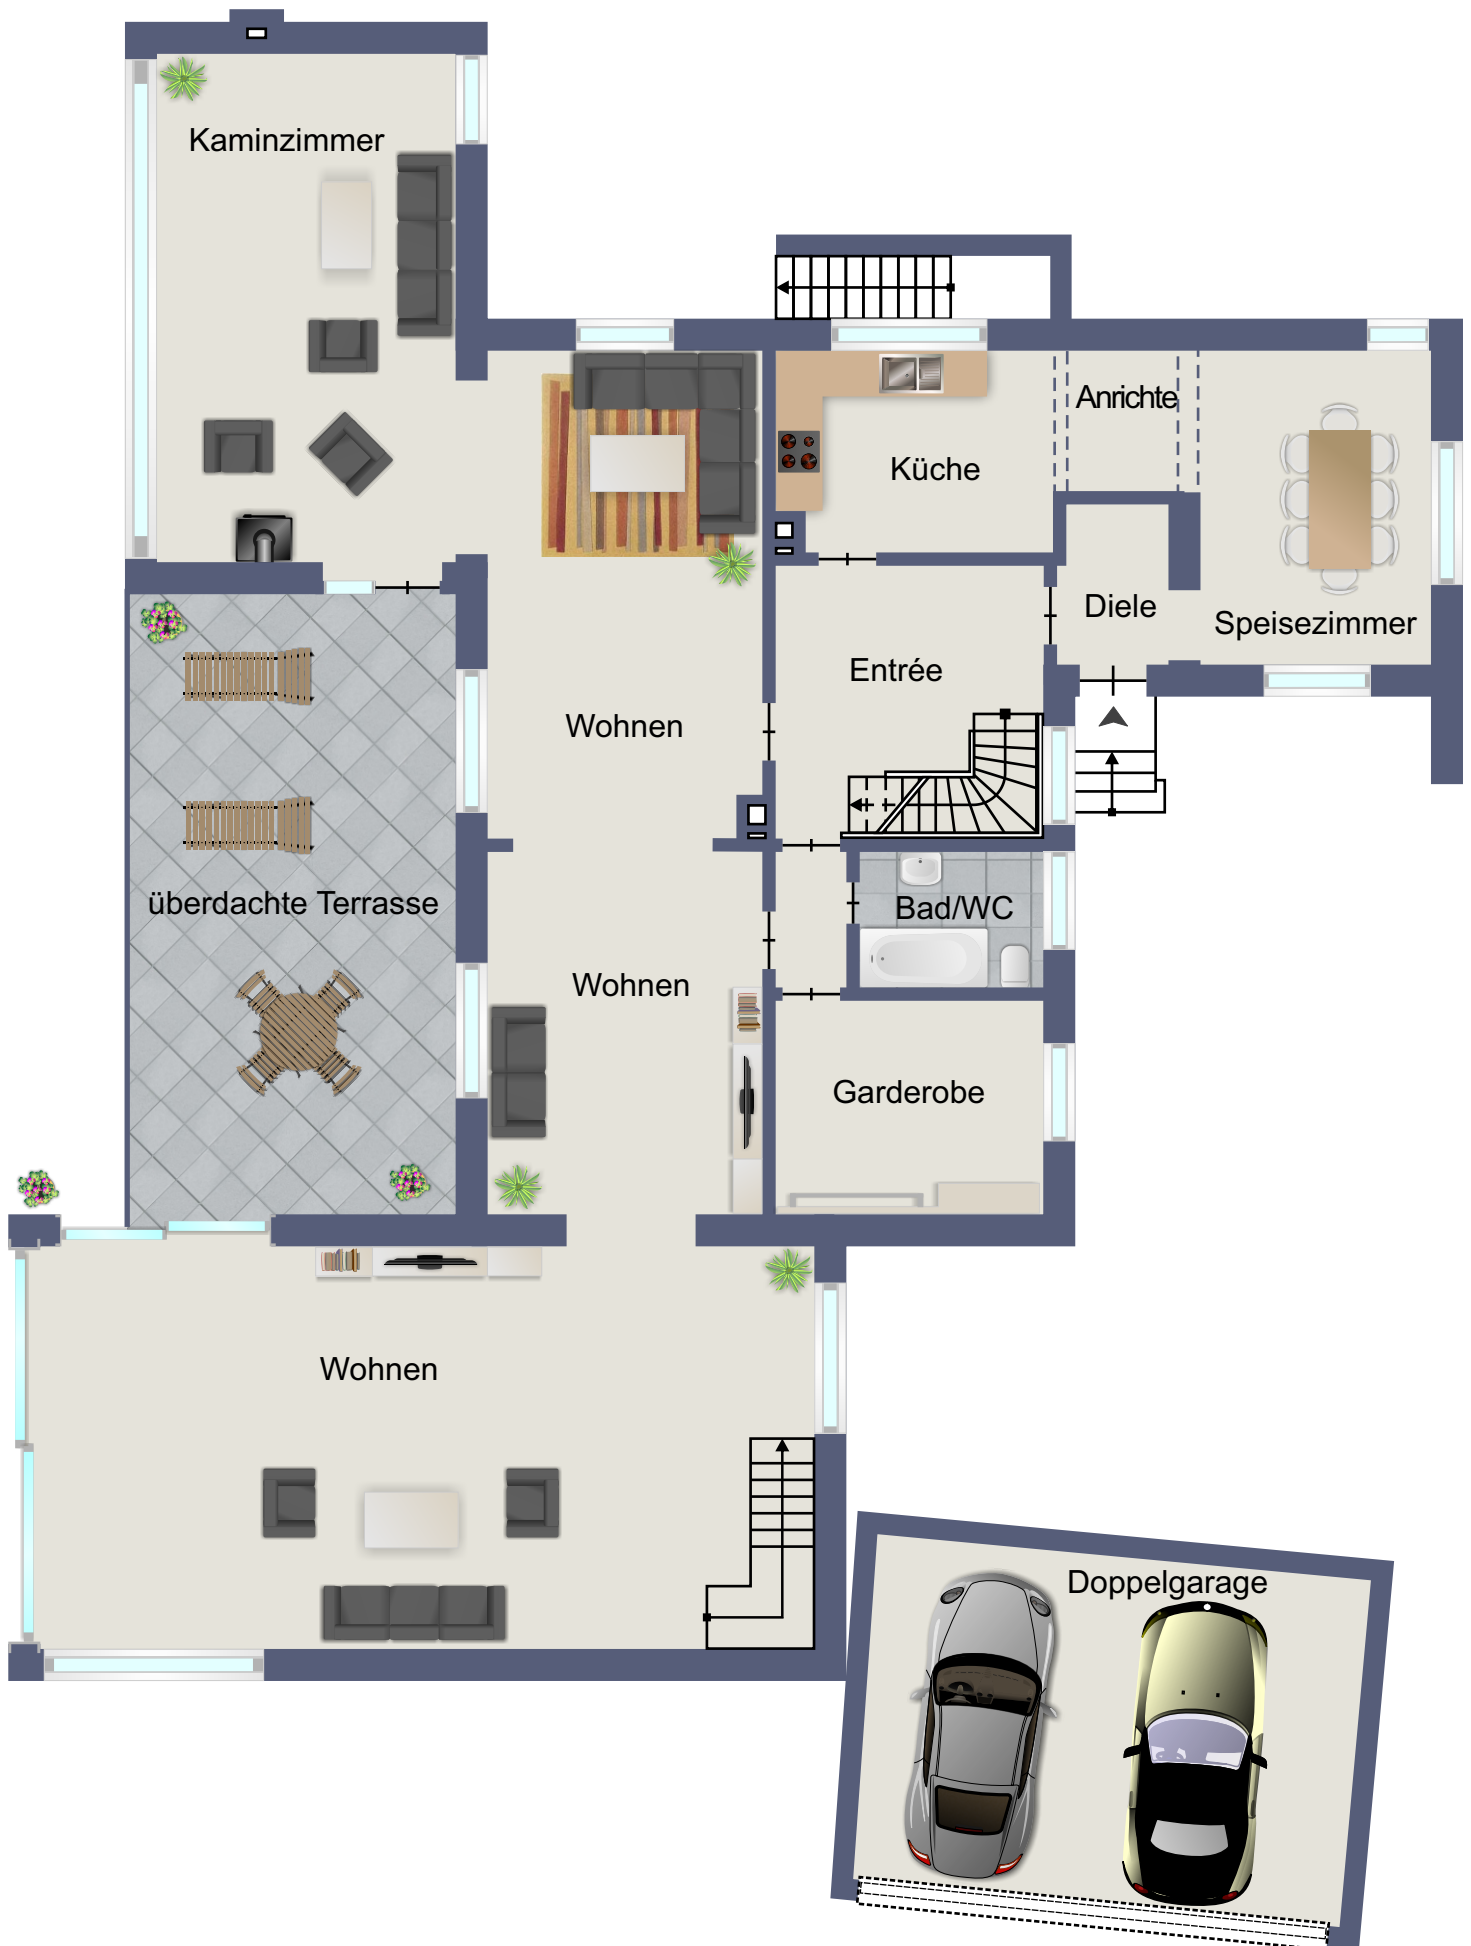 Kaminzimmer
Anrichte
Küche
Diele
Speisezimmer
Entrée
Wohnen
überdachte Terrasse
Bad/WC
Wohnen
Garderobe
Wohnen
Doppelgarage